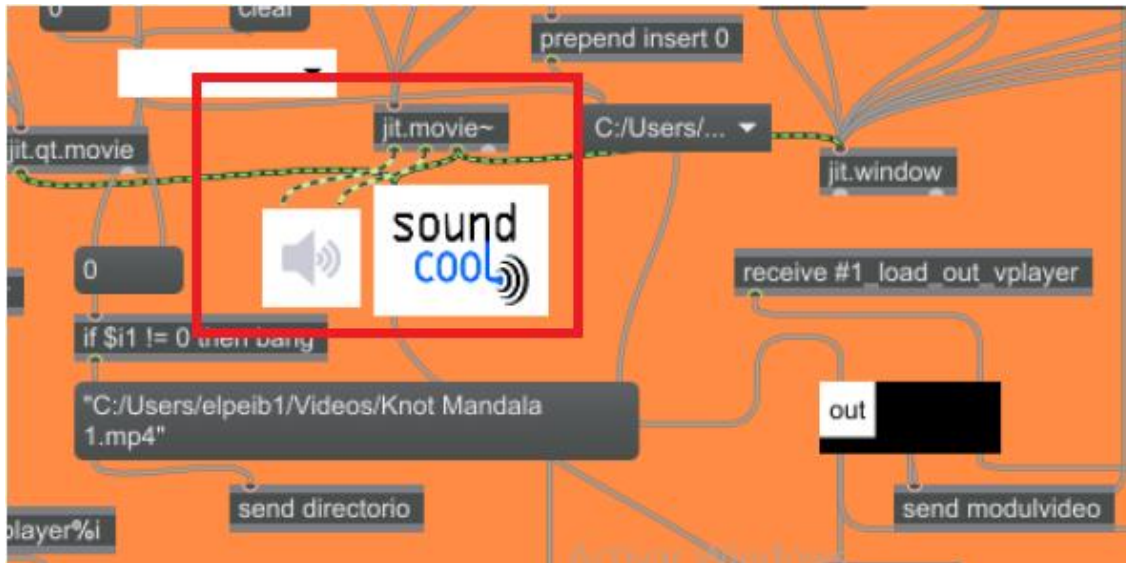 0
clear
prepend insert 0
jit.movie~
C:/Users/...
jit.qt.movie
jit.window
sound
cool
0
receive #1_load_out_vplayer
if $i1 != 0 then bang
"C:/Users/elpeib1/Videos/Knot Mandala
1.mp4"
out
send directorio
send modulvideo
player%i